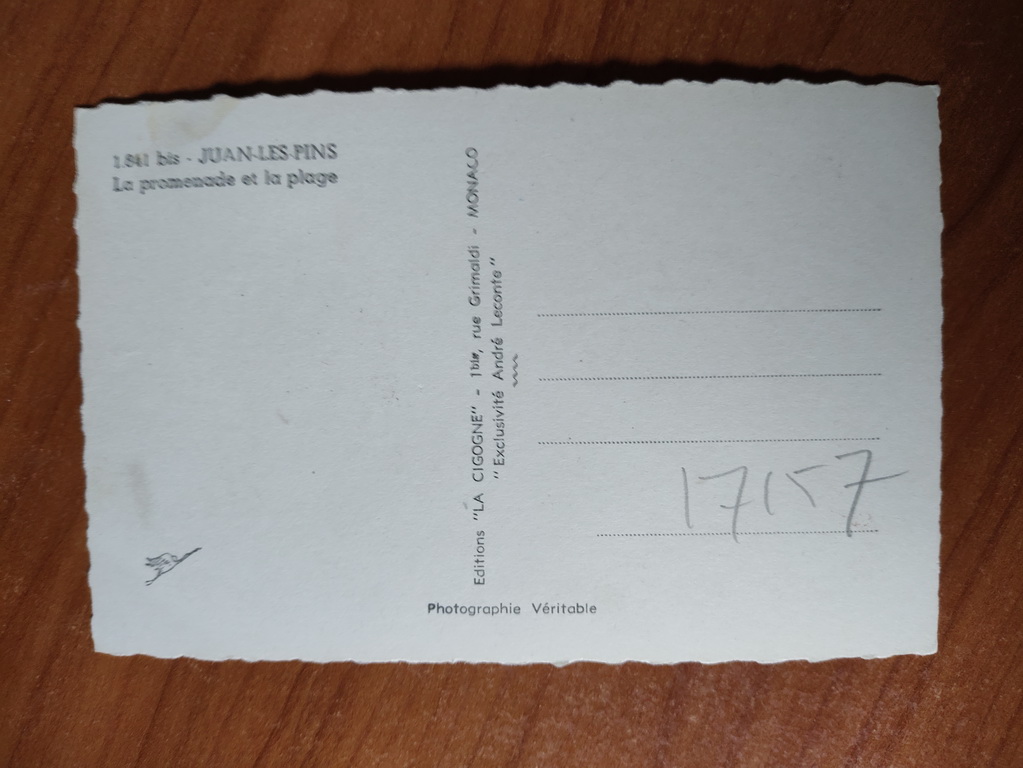 1.841 bis - JUAN-LES-PINS
La promenade et la plage
Editions "LA CIGOGNE" - 1bis, rue Grimaldi - MONACO
"Exclusivité André Leconte"
17157
Photographie Véritable